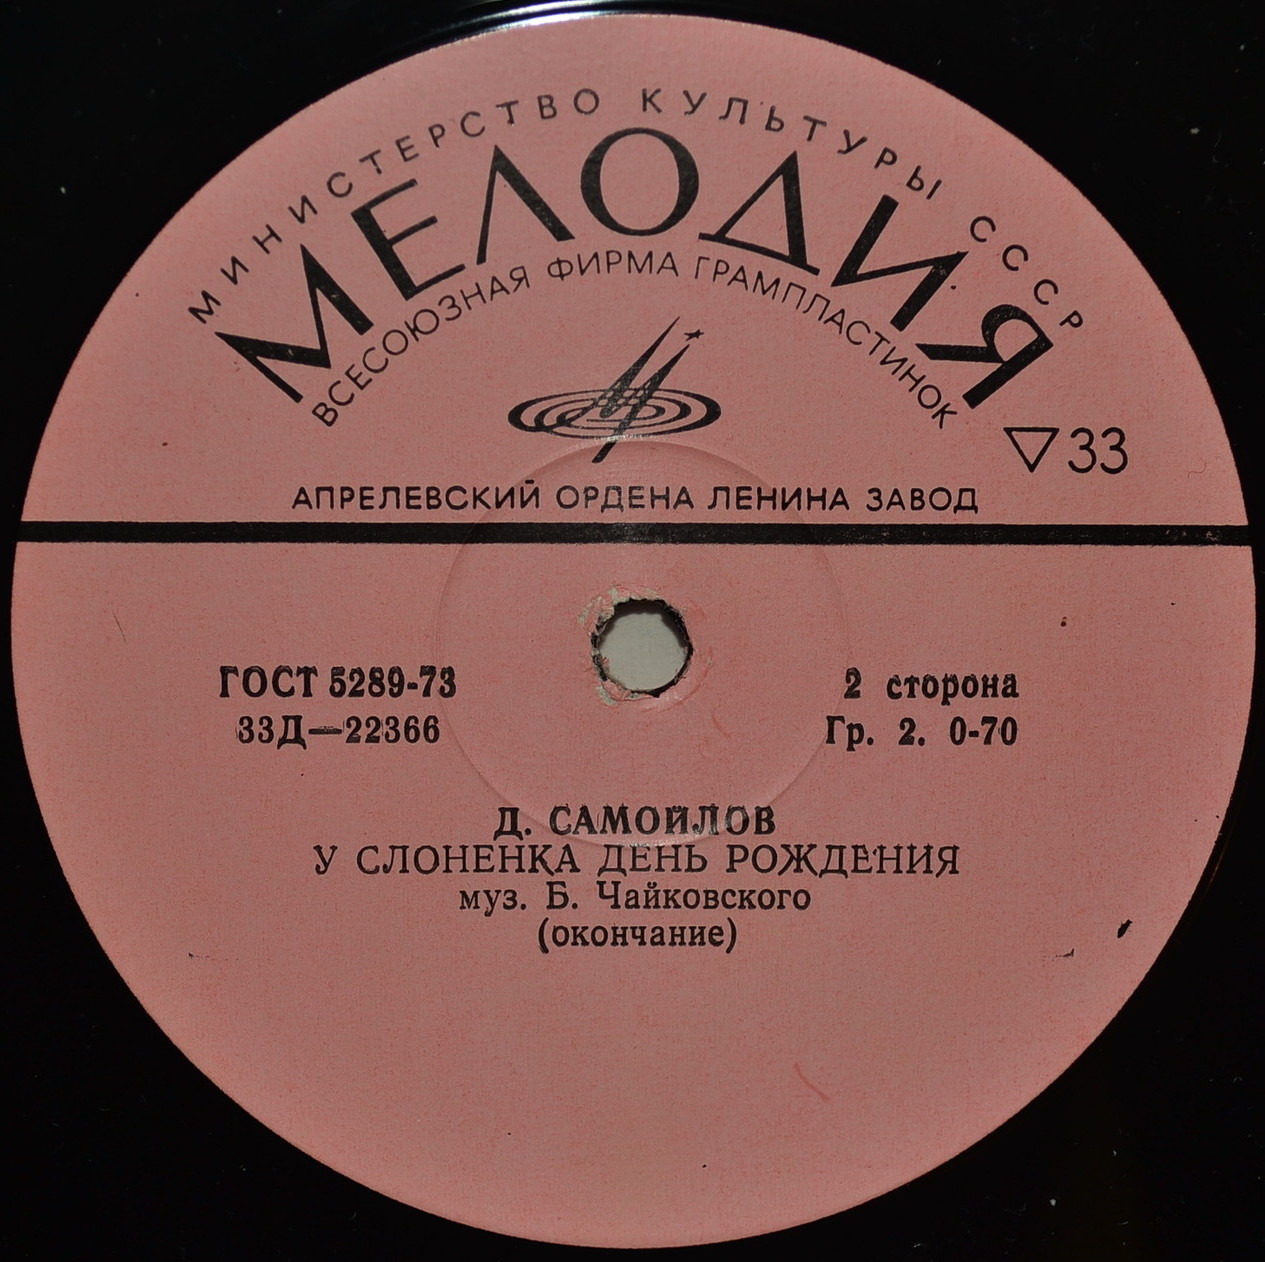 МИНИСТЕРСТВО КУЛЬТУРЫ СССР
МЕЛОДИЯ
ВСЕСОЮЗНАЯ ФИРМА ГРАМПЛАСТИНОК
▽33
АПРЕЛЕВСКИЙ ОРДЕНА ЛЕНИНА ЗАВОД
ГОСТ 5289-73
33Д—22366
2 сторона
Гр. 2. 0-70
Д. САМОЙЛОВ
У СЛОНЕНКА ДЕНЬ РОЖДЕНИЯ
муз. Б. Чайковского
(окончание)